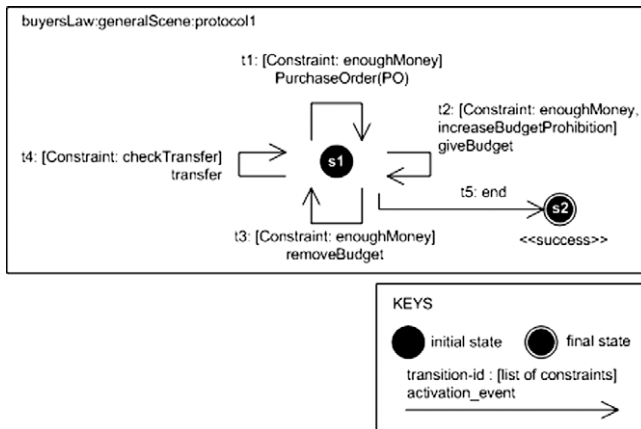 buyersLaw:generalScene:protocol1
t1: [Constraint: enoughMoney]
PurchaseOrder(PO)
t2: [Constraint: enoughMoney,
increaseBudgetProhibition]
giveBudget
t4: [Constraint: checkTransfer]
transfer
s1
t5: end
s2
<<success>>
t3: [Constraint: enoughMoney]
removeBudget
KEYS
initial state
final state
transition-id : [list of constraints]
activation_event